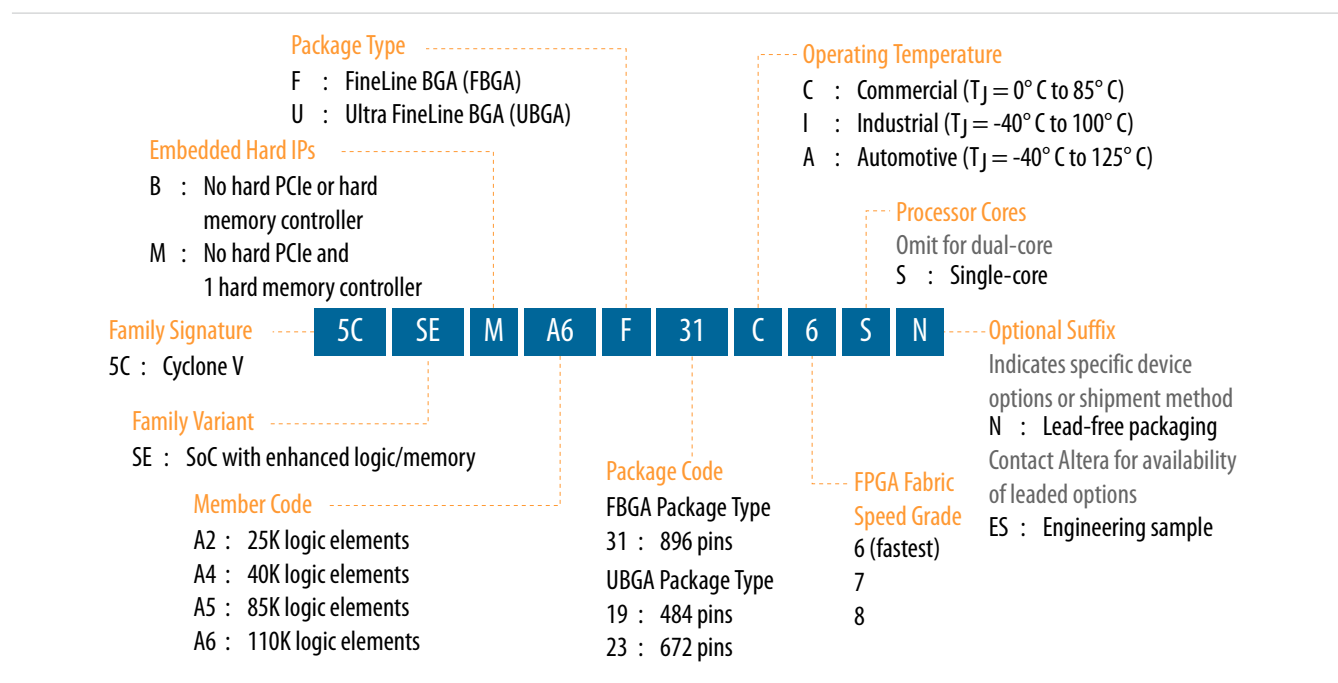 Package Type
F : FineLine BGA (FBGA)
U : Ultra FineLine BGA (UBGA)
Operating Temperature
C : Commercial (TJ = 0° C to 85° C)
I : Industrial (TJ = -40° C to 100° C)
A : Automotive (TJ = -40° C to 125° C)
Embedded Hard IPs
B : No hard PCIe or hard
memory controller
M : No hard PCIe and
1 hard memory controller
Processor Cores
Omit for dual-core
S : Single-core
Family Signature
5C : Cyclone V
5C SE M A6 F 31 C 6 S N
Optional Suffix
Indicates specific device
options or shipment method
N : Lead-free packaging
Contact Altera for availability
of leaded options
ES : Engineering sample
Family Variant
SE : SoC with enhanced logic/memory
Member Code
A2 : 25K logic elements
A4 : 40K logic elements
A5 : 85K logic elements
A6 : 110K logic elements
Package Code
FBGA Package Type
31 : 896 pins
UBGA Package Type
19 : 484 pins
23 : 672 pins
FPGA Fabric
Speed Grade
6 (fastest)
7
8